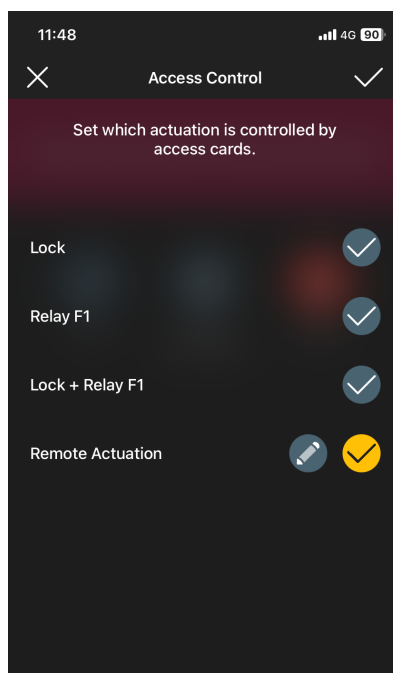 11:48
4G 90
Access Control
Set which actuation is controlled by
access cards.
Lock
Relay F1
Lock + Relay F1
Remote Actuation